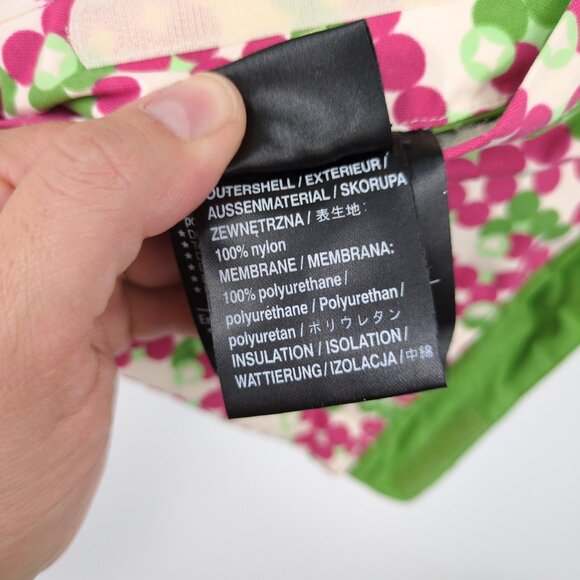 OUTERSHELL / EXTERIEUR /
AUSSENMATERIAL / SKORUPA
ZEWNĘTRZNA / 表生地:
100% nylon
MEMBRANE / MEMBRANA:
100% polyurethane /
polyuréthane / Polyurethan /
polyuretan / ポリウレタン
INSULATION / ISOLATION /
WATTIERUNG / IZOLACJA / 中綿